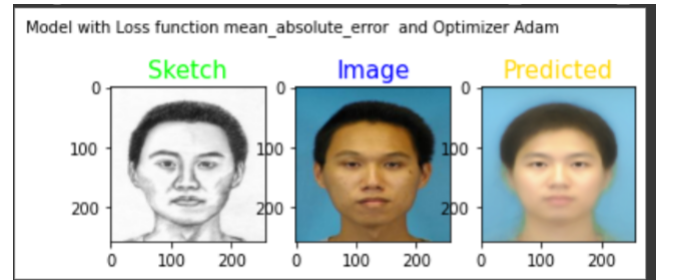 Model with Loss function mean_absolute_error and Optimizer Adam
Sketch Image Predicted
0 0 0
100 100 100
200 200 200
0 100 200 0 100 200 0 100 200